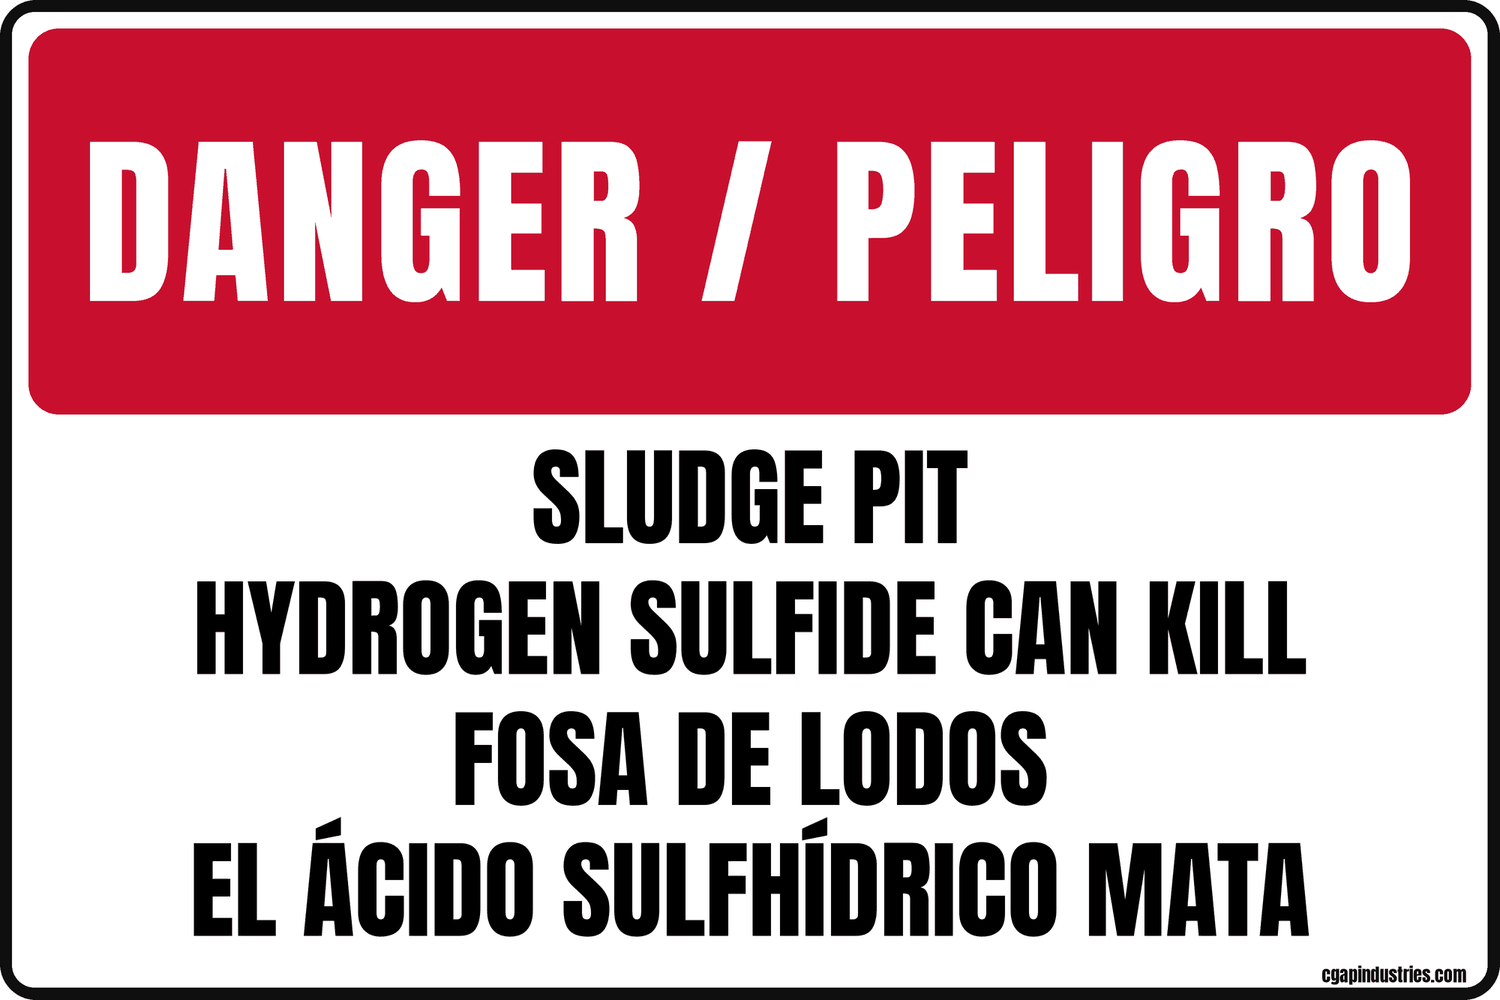 DANGER / PELIGRO
SLUDGE PIT
HYDROGEN SULFIDE CAN KILL
FOSA DE LODOS
EL ÁCIDO SULFHÍDRICO MATA
cgapindustries.com